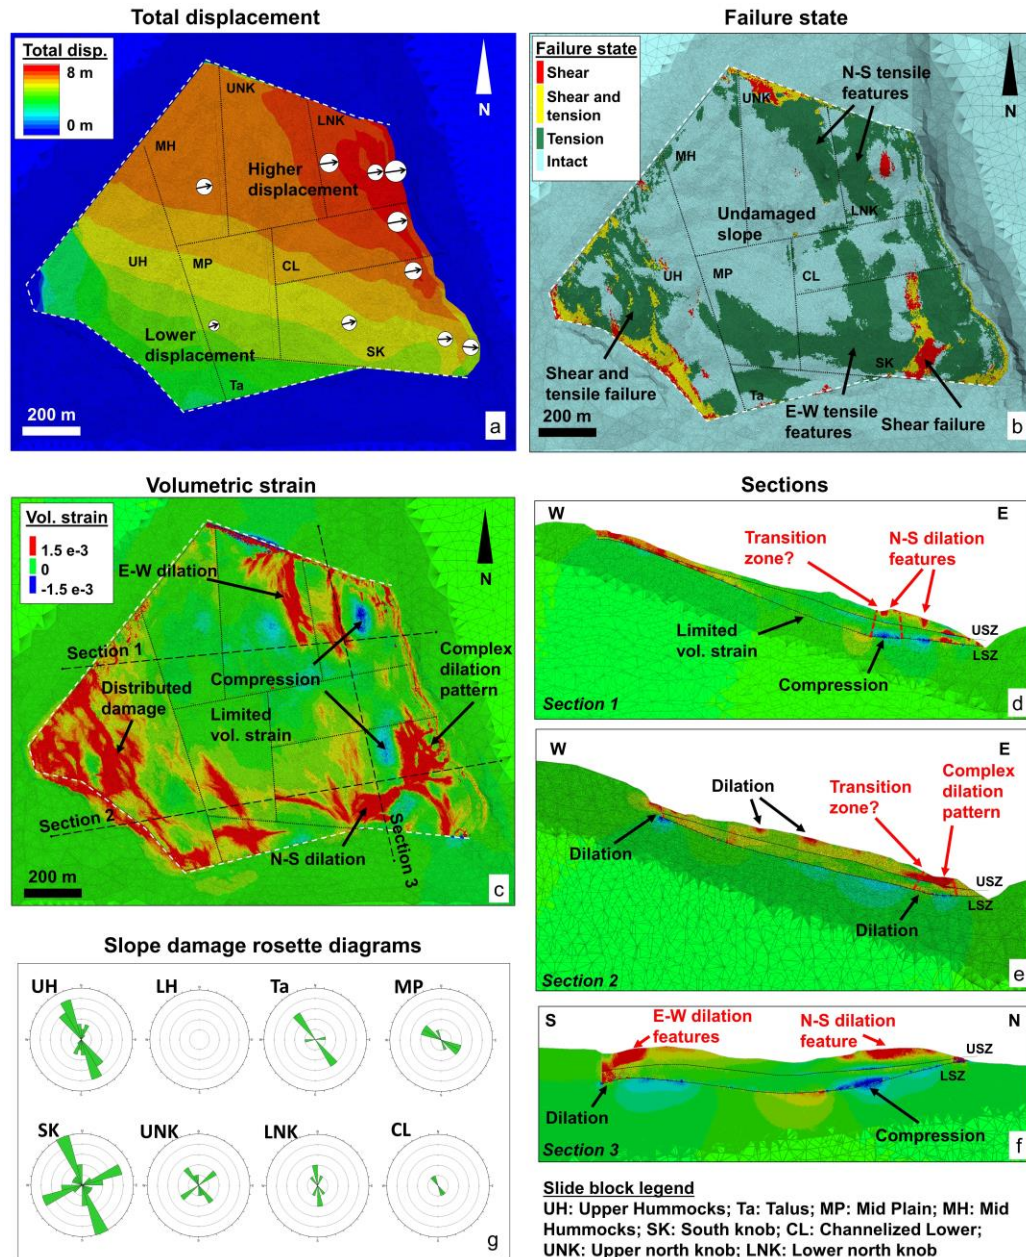 Total displacement
Total disp.
8 m
0 m
N
UNK
LNK
MH
Higher
displacement
UH
MP
CL
Lower
displacement
SK
Ta
200 m
a
Failure state
Failure state
Shear
Shear and
tension
Tension
Intact
N-S tensile
features
N
UNK
MH
LNK
Undamaged
slope
UH
MP
CL
SK
Ta
Shear and
tensile failure
E-W tensile
features
Shear failure
200 m
b
Volumetric strain
Vol. strain
1.5 e-3
0
-1.5 e-3
N
E-W dilation
Section 1
Compression
Complex
dilation
pattern
Distributed
damage
Limited
vol. strain
Section 2
Section 3
N-S dilation
200 m
c
Sections
W
E
Transition
zone?
N-S dilation
features
Limited
vol. strain
USZ
LSZ
Compression
Section 1
d
W
E
Dilation
Transition
zone?
Complex
dilation
pattern
Dilation
USZ
LSZ
Dilation
Section 2
e
S
N
E-W dilation
features
N-S dilation
feature
USZ
LSZ
Dilation
Compression
Section 3
f
Slope damage rosette diagrams
UH
LH
Ta
MP
SK
UNK
LNK
CL
g
Slide block legend
UH: Upper Hummocks; Ta: Talus; MP: Mid Plain; MH: Mid
Hummocks; SK: South knob; CL: Channelized Lower;
UNK: Upper north knob; LNK: Lower north knob